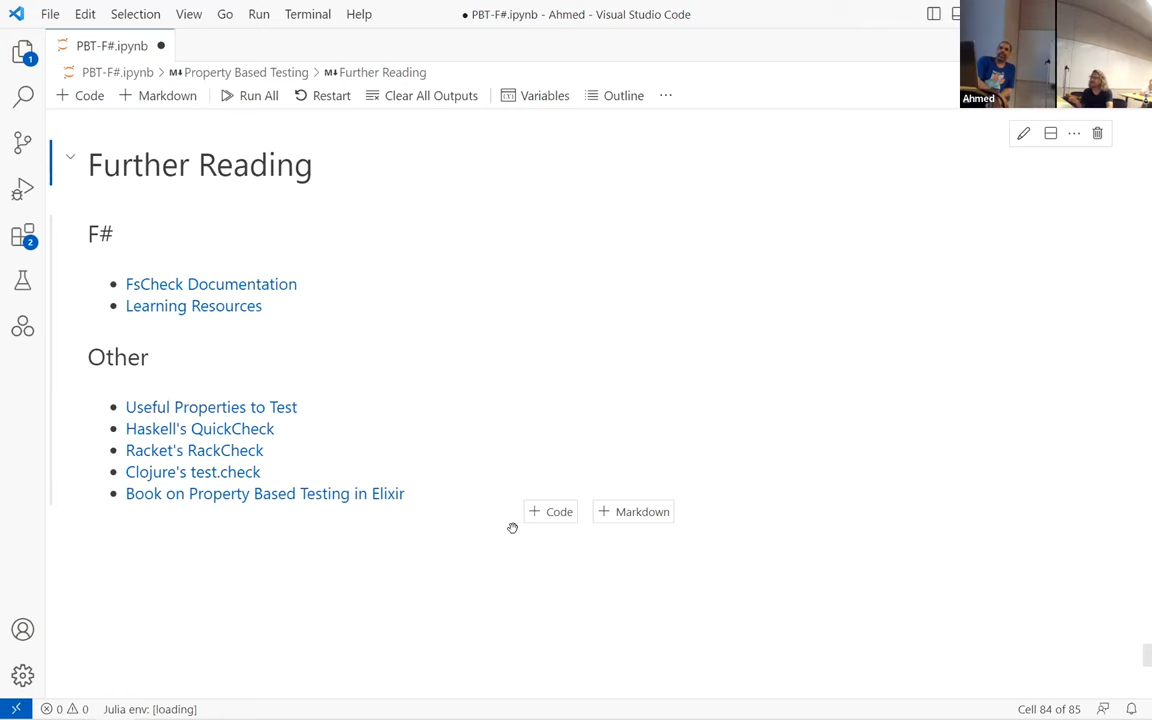 File Edit Selection View Go Run Terminal Help
● PBT-F#.ipynb - Ahmed - Visual Studio Code
PBT-F#.ipynb ●
PBT-F#.ipynb > M↓Property Based Testing > M↓Further Reading
+ Code + Markdown Run All Restart Clear All Outputs Variables Outline ...
Ahmed
1
Further Reading
F#
2
• FsCheck Documentation
• Learning Resources
Other
• Useful Properties to Test
• Haskell's QuickCheck
• Racket's RackCheck
• Clojure's test.check
• Book on Property Based Testing in Elixir
+ Code + Markdown
0 0 Julia env: [loading]
Cell 84 of 85